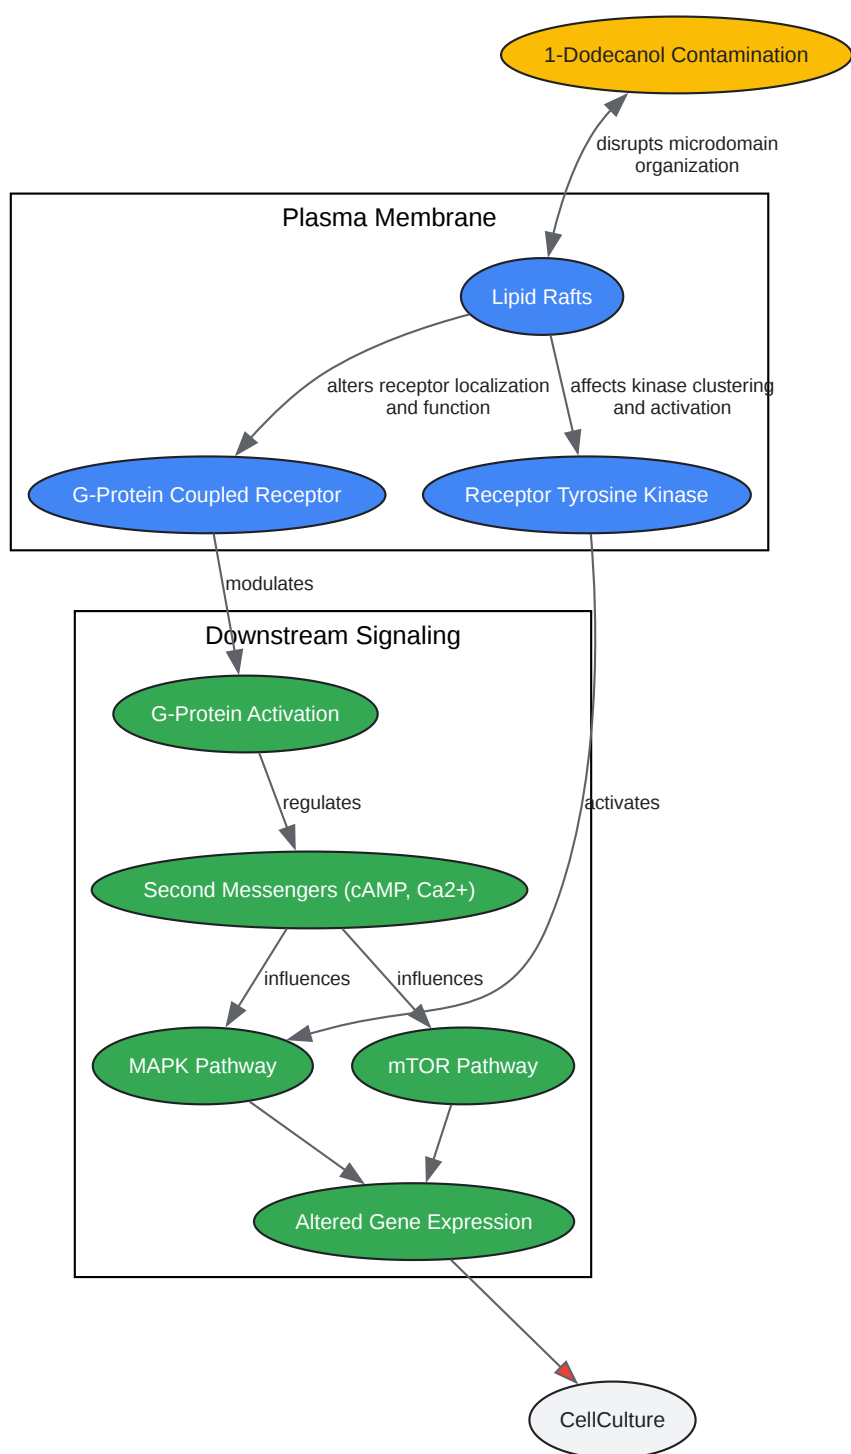 1-Dodecanol Contamination
disrupts microdomain
organization
Plasma Membrane
Lipid Rafts
alters receptor localization
and function
affects kinase clustering
and activation
G-Protein Coupled Receptor
Receptor Tyrosine Kinase
modulates
Downstream Signaling
G-Protein Activation
regulates
activates
Second Messengers (cAMP, Ca2+)
influences
influences
MAPK Pathway
mTOR Pathway
Altered Gene Expression
CellCulture